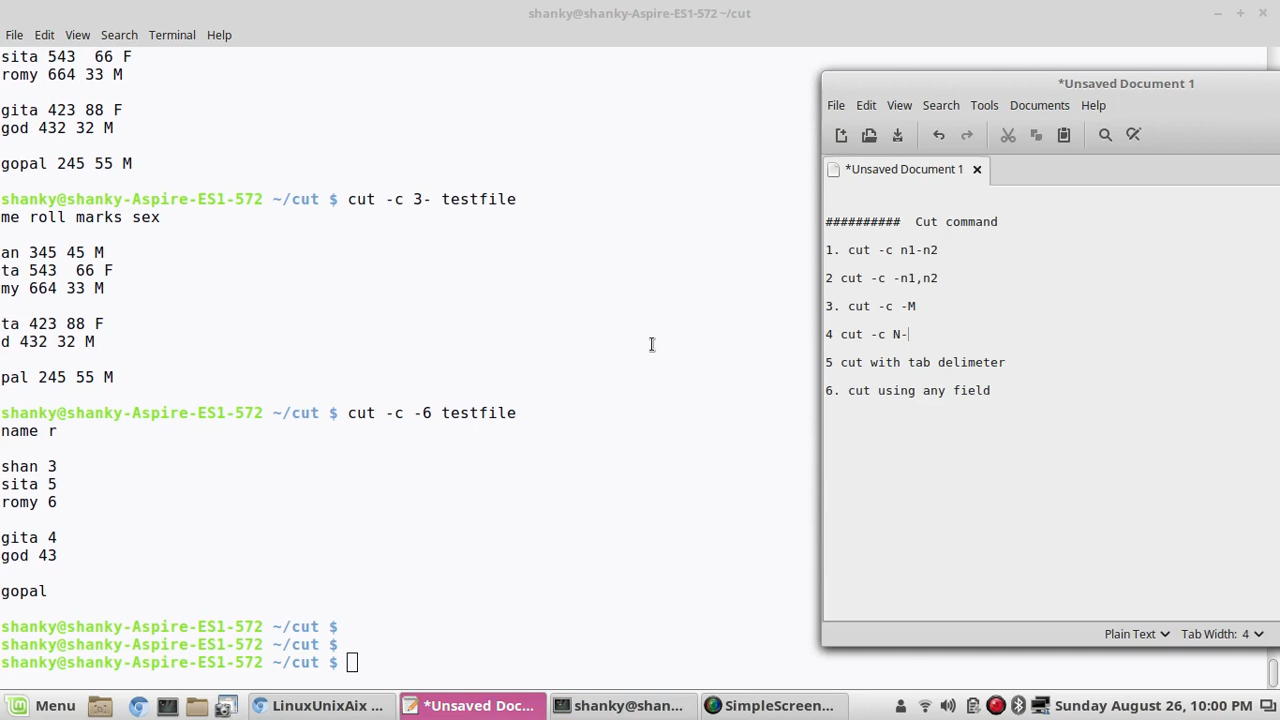 shanky@shanky-Aspire-ES1-572 ~/cut
File Edit View Search Terminal Help
sita 543  66 F
romy 664 33 M
gita 423 88 F
god 432 32 M
gopal 245 55 M
shanky@shanky-Aspire-ES1-572 ~/cut $ cut -c 3- testfile
me roll marks sex
an 345 45 M
ta 543  66 F
my 664 33 M
ta 423 88 F
d 432 32 M
pal 245 55 M
shanky@shanky-Aspire-ES1-572 ~/cut $ cut -c -6 testfile
name r
shan 3
sita 5
romy 6
gita 4
god 43
gopal
shanky@shanky-Aspire-ES1-572 ~/cut $
shanky@shanky-Aspire-ES1-572 ~/cut $
shanky@shanky-Aspire-ES1-572 ~/cut $
*Unsaved Document 1
File Edit View Search Tools Documents Help
*Unsaved Document 1
##########  Cut command
1. cut -c n1-n2
2 cut -c -n1,n2
3. cut -c -M
4 cut -c N-
5 cut with tab delimeter
6. cut using any field
Plain Text Tab Width: 4
Menu LinuxUnixAix ... *Unsaved Doc... shanky@shan... SimpleScreen... Sunday August 26, 10:00 PM